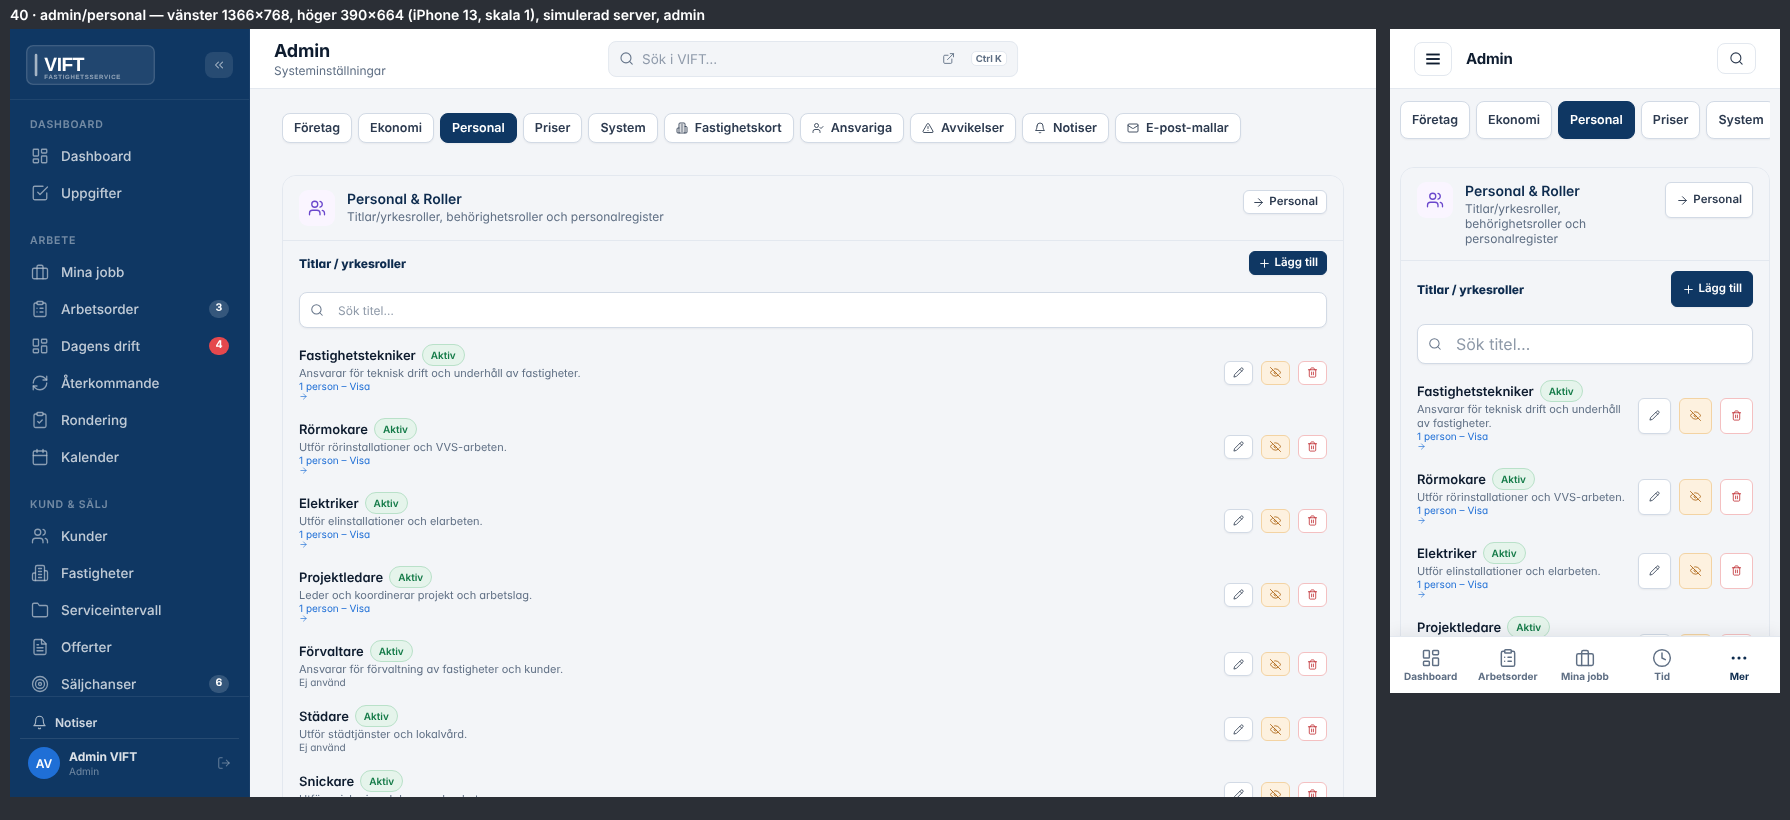 40 · admin/personal — vänster 1366×768, höger 390×664 (iPhone 13, skala 1), simulerad server, admin
VIFT
FASTIGHETSSERVICE
DASHBOARD
Dashboard
Uppgifter
ARBETE
Mina jobb
Arbetsorder 3
Dagens drift 4
Återkommande
Rondering
Kalender
KUND & SÄLJ
Kunder
Fastigheter
Serviceintervall
Offerter
Säljchanser 6
Notiser
AV Admin VIFT
Admin
Admin
Systeminställningar
Sök i VIFT... Ctrl K
Företag Ekonomi Personal Priser System Fastighetskort Ansvariga Avvikelser Notiser E-post-mallar
Personal & Roller
Titlar/yrkesroller, behörighetsroller och personalregister
→ Personal
Titlar / yrkesroller
+ Lägg till
Sök titel...
Fastighetstekniker Aktiv
Ansvarar för teknisk drift och underhåll av fastigheter.
1 person – Visa
→
Rörmokare Aktiv
Utför rörinstallationer och VVS-arbeten.
1 person – Visa
→
Elektriker Aktiv
Utför elinstallationer och elarbeten.
1 person – Visa
→
Projektledare Aktiv
Leder och koordinerar projekt och arbetslag.
1 person – Visa
→
Förvaltare Aktiv
Ansvarar för förvaltning av fastigheter och kunder.
Ej använd
Städare Aktiv
Utför städtjänster och lokalvård.
Ej använd
Snickare Aktiv
Admin
Företag Ekonomi Personal Priser System
Personal & Roller
Titlar/yrkesroller,
behörighetsroller och
personalregister
→ Personal
Titlar / yrkesroller
+ Lägg till
Sök titel...
Fastighetstekniker Aktiv
Ansvarar för teknisk drift och underhåll
av fastigheter.
1 person – Visa
→
Rörmokare Aktiv
Utför rörinstallationer och VVS-arbeten.
1 person – Visa
→
Elektriker Aktiv
Utför elinstallationer och elarbeten.
1 person – Visa
→
Projektledare Aktiv
Dashboard Arbetsorder Mina jobb Tid Mer